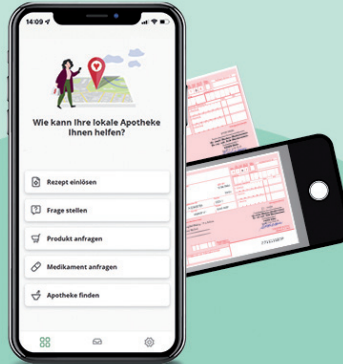 14:09
Wie kann Ihre lokale Apotheke
Ihnen helfen?
Rezept einlösen
Frage stellen
Produkt anfragen
Medikament anfragen
Apotheke finden